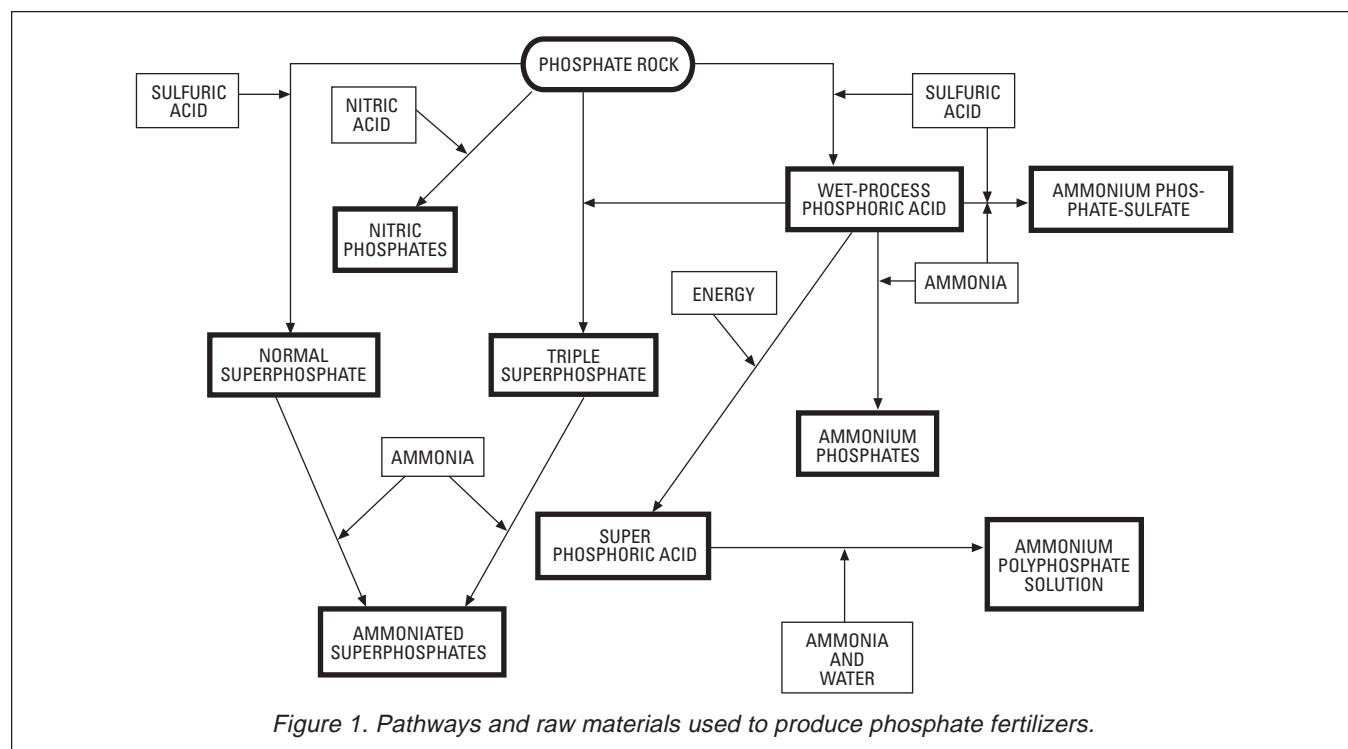 PHOSPHATE ROCK
SULFURIC
ACID
NITRIC
ACID
SULFURIC
ACID
WET-PROCESS
PHOSPHORIC ACID
AMMONIUM PHOS-
PHATE-SULFATE
NITRIC
PHOSPHATES
ENERGY
AMMONIA
NORMAL
SUPERPHOSPHATE
TRIPLE
SUPERPHOSPHATE
AMMONIUM
PHOSPHATES
AMMONIA
SUPER
PHOSPHORIC ACID
AMMONIUM
POLYPHOSPHATE
SOLUTION
AMMONIATED
SUPERPHOSPHATES
AMMONIA
AND
WATER
Figure 1. Pathways and raw materials used to produce phosphate fertilizers.